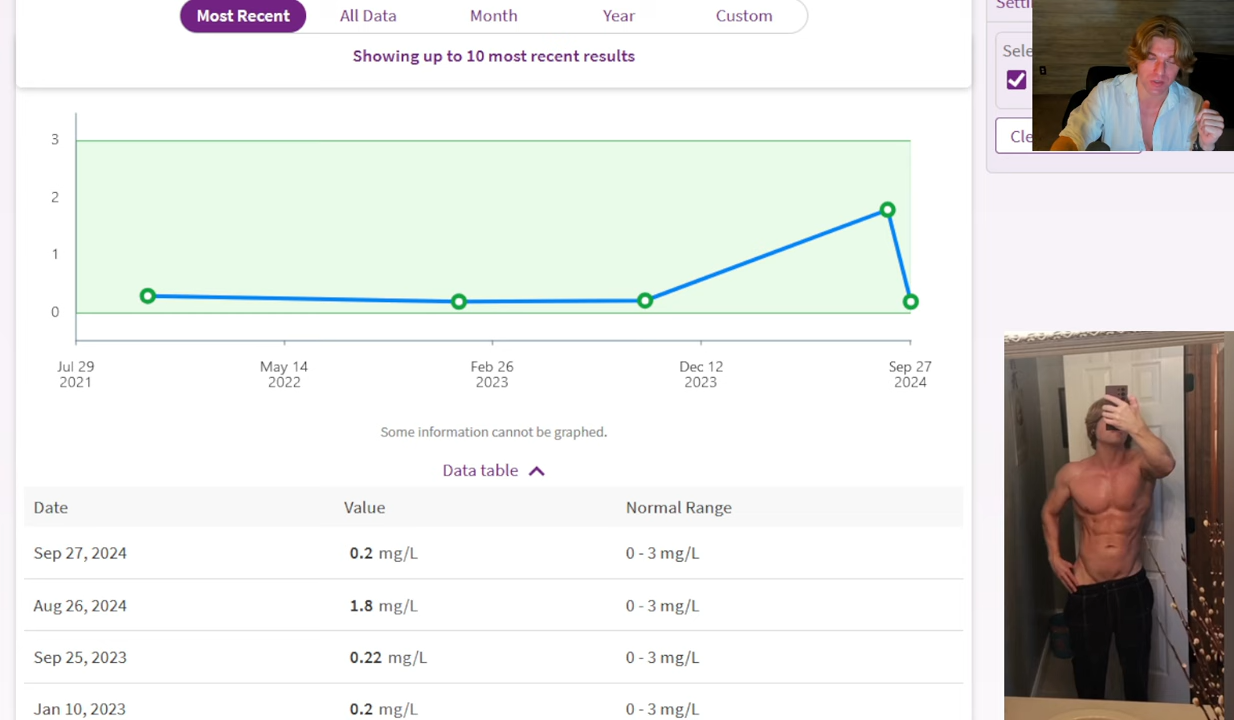 Most Recent All Data Month Year Custom
Showing up to 10 most recent results
Sele
Cle
3
2
1
0
Jul 29 May 14 Feb 26 Dec 12 Sep 27
2021 2022 2023 2023 2024
Some information cannot be graphed.
Data table
Date Value Normal Range
Sep 27, 2024 0.2 mg/L 0 - 3 mg/L
Aug 26, 2024 1.8 mg/L 0 - 3 mg/L
Sep 25, 2023 0.22 mg/L 0 - 3 mg/L
Jan 10, 2023 0.2 mg/L 0 - 3 mg/L